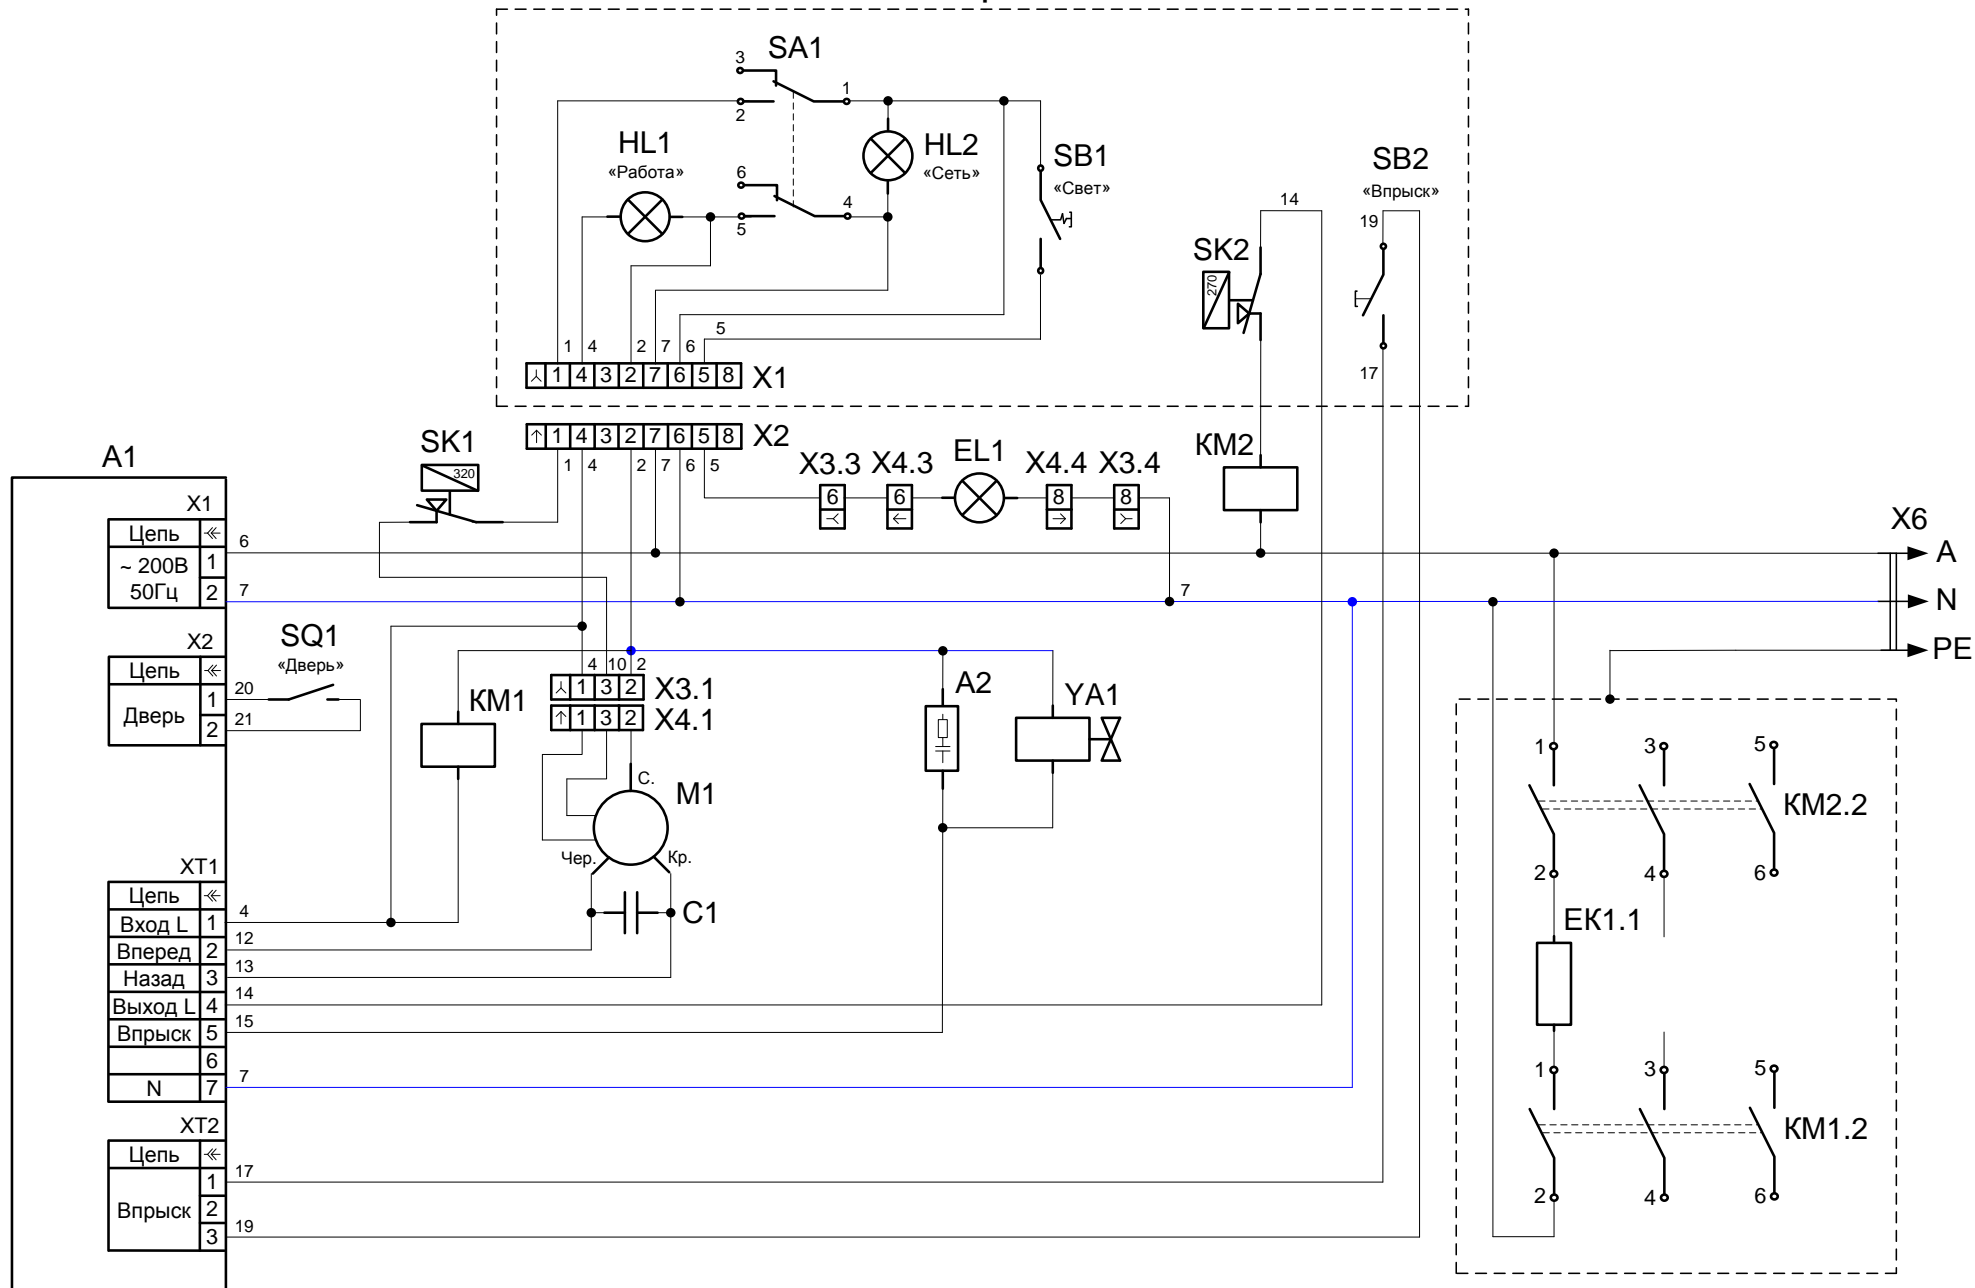 SA1
3
1
2
HL1
«Работа»
HL2
«Сеть»
SB1
«Свет»
SB2
«Впрыск»
6
4
5
14
19
SK2
270
5
1 4 2 7 6
1 4 3 2 7 6 5 8 X1
17
1 4 3 2 7 6 5 8 X2
1 4 2 7 6 5
SK1
320
X3.3 X4.3 EL1 X4.4 X3.4
6 6 8 8
КМ2
A1
X1
Цепь
~ 200В
50Гц
1
2
6
7
7
X6
A
N
PE
X2
Цепь
Дверь
1
2
20
21
SQ1
«Дверь»
4 10 2
1 3 2 X3.1
1 3 2 X4.1
КМ1
A2
YA1
С.
M1
Чер.
Кр.
C1
XT1
Цепь
Вход L 1 4
Вперед 2 12
Назад 3 13
Выход L 4 14
Впрыск 5 15
6
N 7 7
XT2
Цепь
Впрыск
1 17
2
3 19
1 3 5
КМ2.2
2 4 6
ЕК1.1
1 3 5
КМ1.2
2 4 6